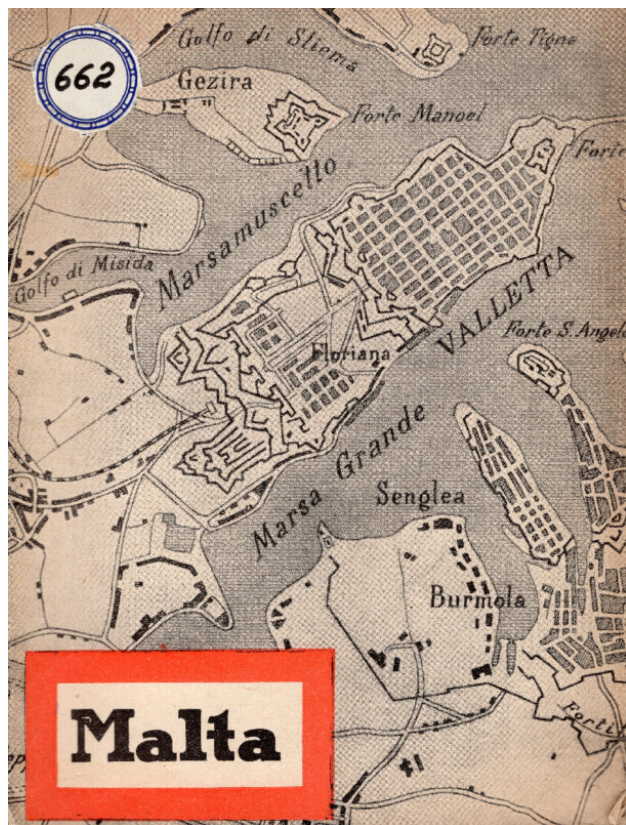 662
Golfo di Sliema
Forte Tigne
Gezira
Forte Manoel
Forte
Marsamuscetto
Golfo di Misida
VALLETTA
Forte S. Angelo
Floriana
Marsa Grande
Senglea
Burmola
Malta